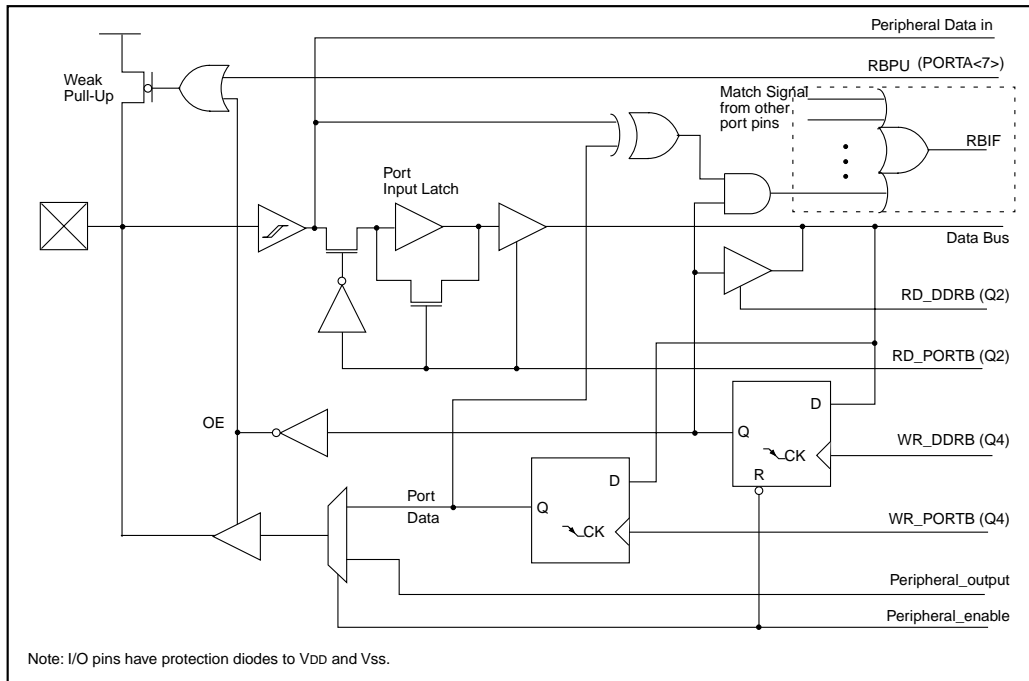 Peripheral Data in
RBPU (PORTA<7>)
Weak
Pull-Up
Match Signal
from other
port pins
RBIF
Port
Input Latch
Data Bus
RD_DDRB (Q2)
RD_PORTB (Q2)
OE
D
Q
CK
R
WR_DDRB (Q4)
Port
Data
D
Q
CK
WR_PORTB (Q4)
Peripheral_output
Peripheral_enable
Note: I/O pins have protection diodes to VDD and Vss.